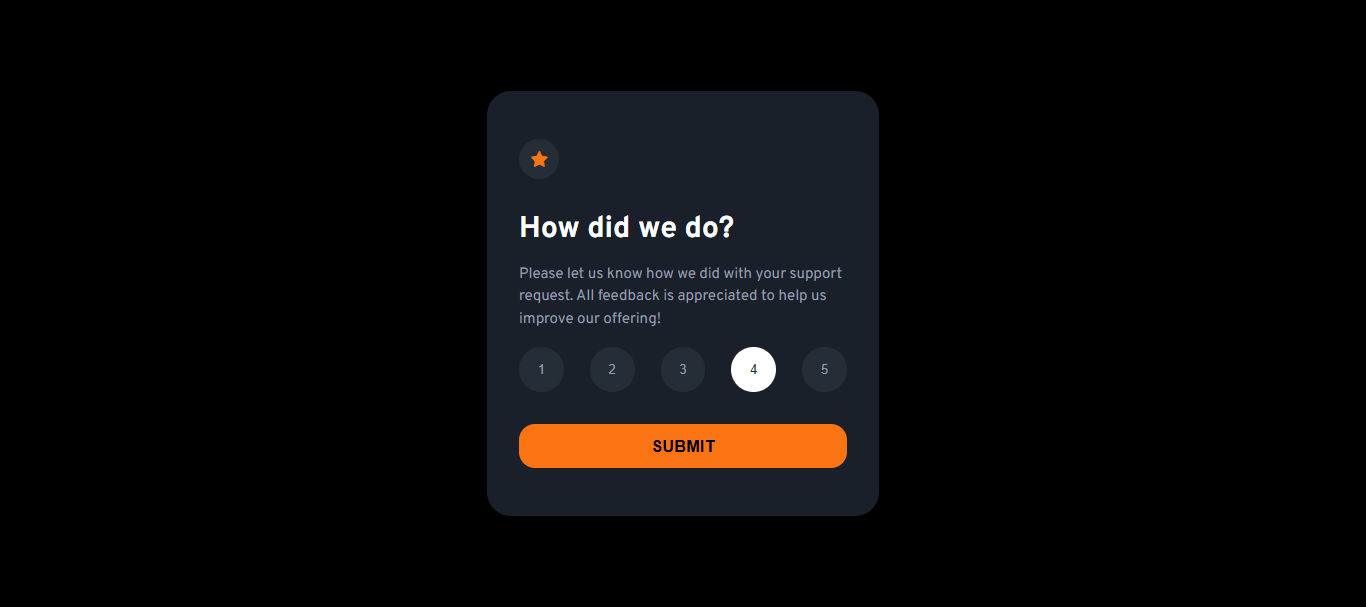 How did we do?
Please let us know how we did with your support
request. All feedback is appreciated to help us
improve our offering!
1 2 3 4 5
SUBMIT